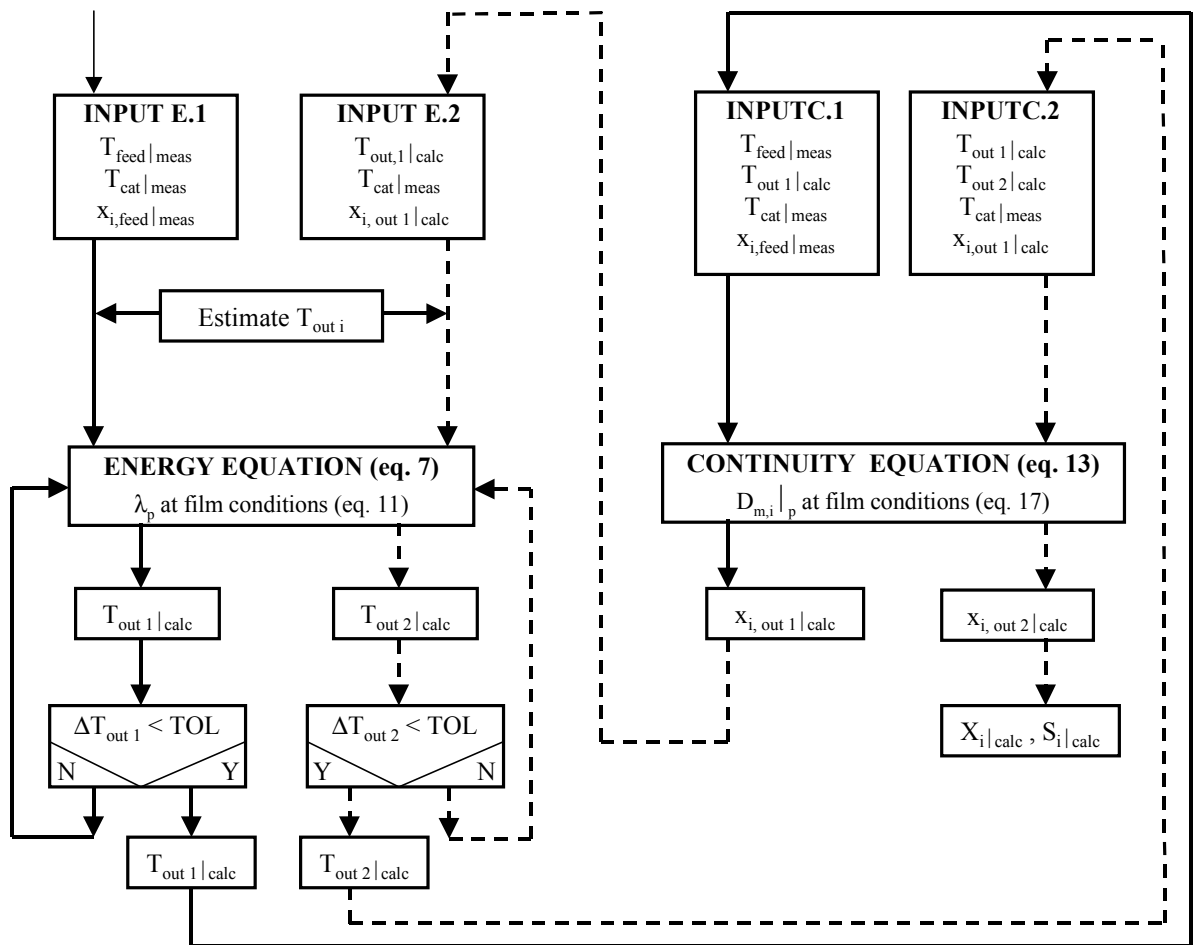 INPUT E.1
T_feed|meas
T_cat|meas
x_i,feed|meas
INPUT E.2
T_out,1|calc
T_cat|meas
x_i, out 1|calc
INPUTC.1
T_feed|meas
T_out 1|calc
T_cat|meas
x_i,feed|meas
INPUTC.2
T_out 1|calc
T_out 2|calc
T_cat|meas
x_i,out 1|calc
Estimate T_out i
ENERGY EQUATION (eq. 7)
λ_p at film conditions (eq. 11)
CONTINUITY EQUATION (eq. 13)
D_m,i|_p at film conditions (eq. 17)
T_out 1|calc
T_out 2|calc
x_i, out 1|calc
x_i, out 2|calc
ΔT_out 1 < TOL
N Y
ΔT_out 2 < TOL
Y N
X_i|calc , S_i|calc
T_out 1|calc
T_out 2|calc